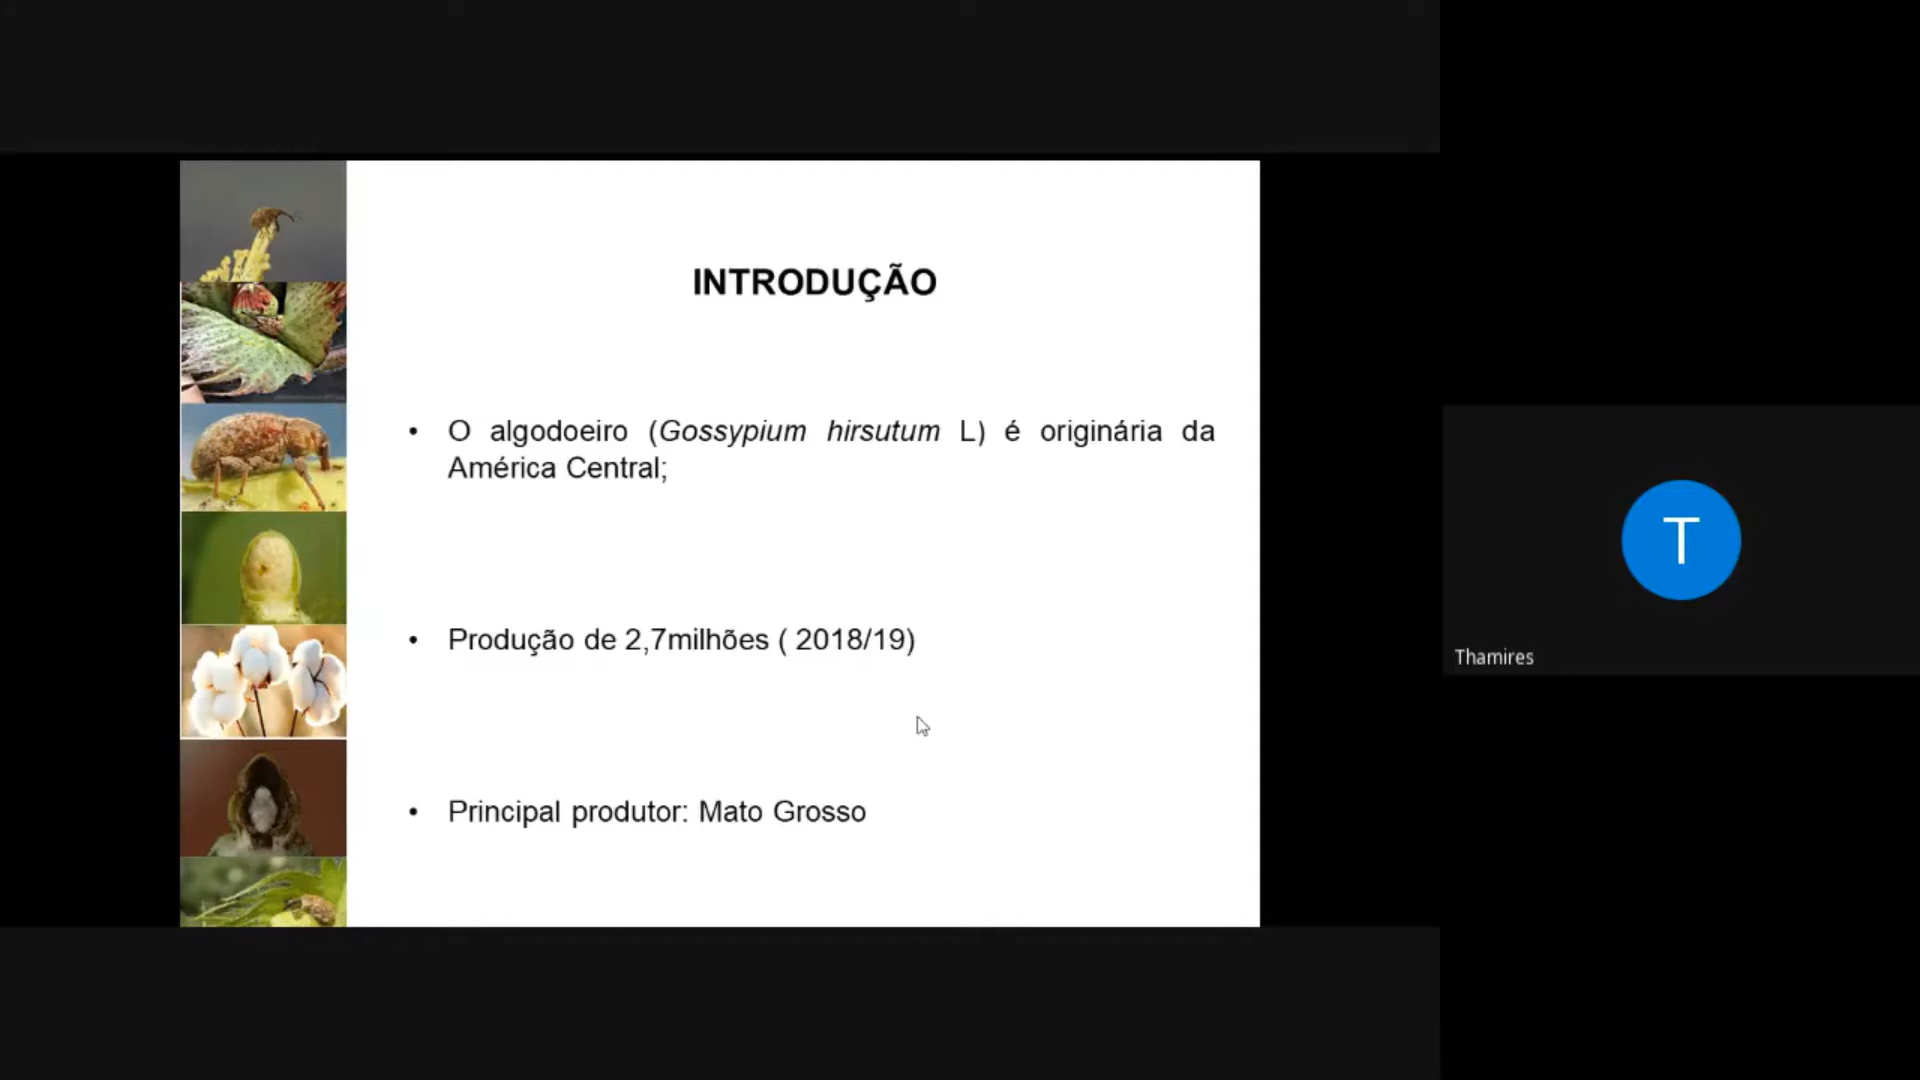 INTRODUÇÃO
• O algodoeiro (Gossypium hirsutum L) é originária da
América Central;
• Produção de 2,7milhões ( 2018/19)
• Principal produtor: Mato Grosso
T
Thamires